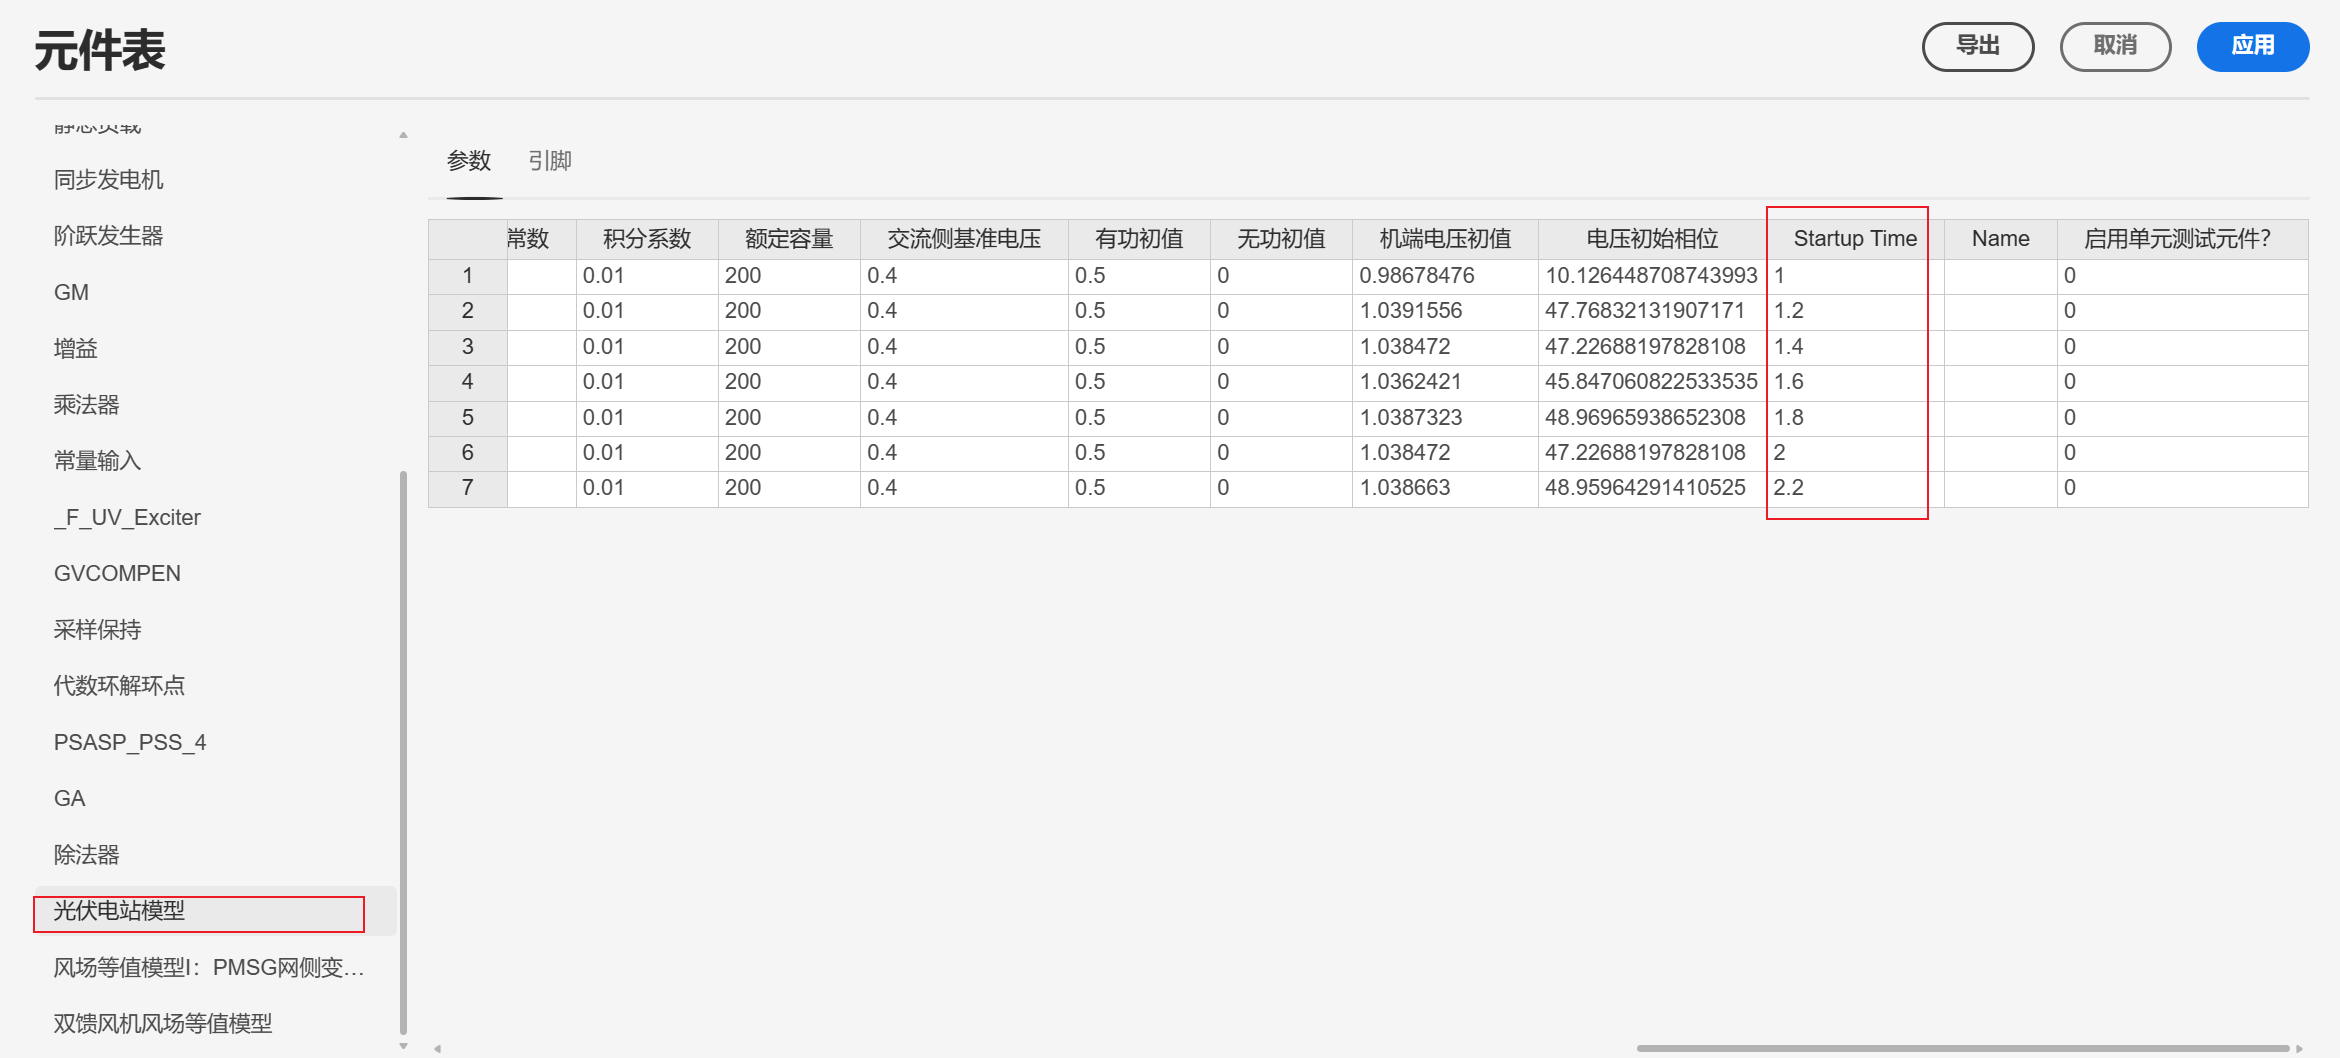 元件表
导出
取消
应用
静态负载
同步发电机
阶跃发生器
GM
增益
乘法器
常量输入
_F_UV_Exciter
GVCOMPEN
采样保持
代数环解环点
PSASP_PSS_4
GA
除法器
光伏电站模型
风场等值模型I：PMSG网侧变…
双馈风机风场等值模型
参数 引脚
常数 积分系数 额定容量 交流侧基准电压 有功初值 无功初值 机端电压初值 电压初始相位 Startup Time Name 启用单元测试元件？
1 0.01 200 0.4 0.5 0 0.98678476 10.126448708743993 1 0
2 0.01 200 0.4 0.5 0 1.0391556 47.76832131907171 1.2 0
3 0.01 200 0.4 0.5 0 1.038472 47.22688197828108 1.4 0
4 0.01 200 0.4 0.5 0 1.0362421 45.847060822533535 1.6 0
5 0.01 200 0.4 0.5 0 1.0387323 48.96965938652308 1.8 0
6 0.01 200 0.4 0.5 0 1.038472 47.22688197828108 2 0
7 0.01 200 0.4 0.5 0 1.038663 48.95964291410525 2.2 0